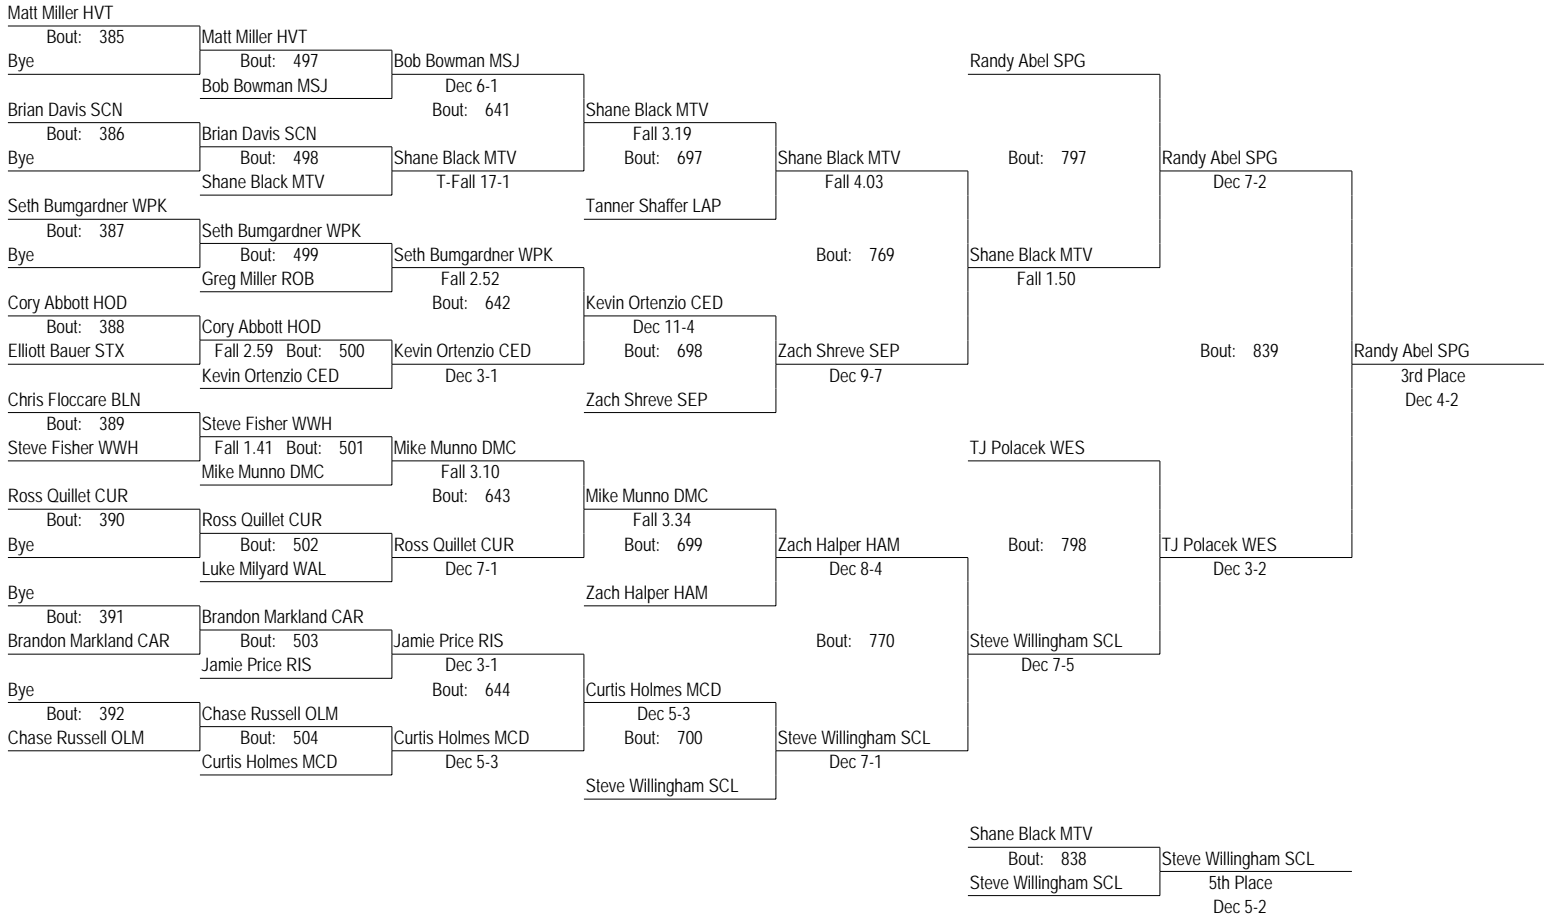 Matt Miller HVT
Bout: 385
Matt Miller HVT
Bye
Bout: 497
Bob Bowman MSJ
Randy Abel SPG
Bob Bowman MSJ
Dec 6-1
Brian Davis SCN
Bout: 641
Shane Black MTV
Bout: 386
Brian Davis SCN
Fall 3.19
Bye
Bout: 498
Shane Black MTV
Bout: 697
Shane Black MTV
Bout: 797
Randy Abel SPG
Shane Black MTV
T-Fall 17-1
Fall 4.03
Dec 7-2
Seth Bumgardner WPK
Tanner Shaffer LAP
Bout: 387
Seth Bumgardner WPK
Bye
Bout: 499
Seth Bumgardner WPK
Bout: 769
Shane Black MTV
Greg Miller ROB
Fall 2.52
Fall 1.50
Cory Abbott HOD
Bout: 642
Kevin Ortenzio CED
Bout: 388
Cory Abbott HOD
Dec 11-4
Elliott Bauer STX
Fall 2.59 Bout: 500
Kevin Ortenzio CED
Bout: 698
Zach Shreve SEP
Bout: 839
Randy Abel SPG
Kevin Ortenzio CED
Dec 3-1
Dec 9-7
3rd Place
Chris Floccare BLN
Zach Shreve SEP
Dec 4-2
Bout: 389
Steve Fisher WWH
Steve Fisher WWH
Fall 1.41 Bout: 501
Mike Munno DMC
TJ Polacek WES
Mike Munno DMC
Fall 3.10
Ross Quillet CUR
Bout: 643
Mike Munno DMC
Bout: 390
Ross Quillet CUR
Fall 3.34
Bye
Bout: 502
Ross Quillet CUR
Bout: 699
Zach Halper HAM
Bout: 798
TJ Polacek WES
Luke Milyard WAL
Dec 7-1
Dec 8-4
Dec 3-2
Bye
Zach Halper HAM
Bout: 391
Brandon Markland CAR
Brandon Markland CAR
Bout: 503
Jamie Price RIS
Bout: 770
Steve Willingham SCL
Jamie Price RIS
Dec 3-1
Dec 7-5
Bye
Bout: 644
Curtis Holmes MCD
Bout: 392
Chase Russell OLM
Dec 5-3
Chase Russell OLM
Bout: 504
Curtis Holmes MCD
Bout: 700
Steve Willingham SCL
Curtis Holmes MCD
Dec 5-3
Dec 7-1
Steve Willingham SCL
Shane Black MTV
Bout: 838
Steve Willingham SCL
Steve Willingham SCL
5th Place
Dec 5-2